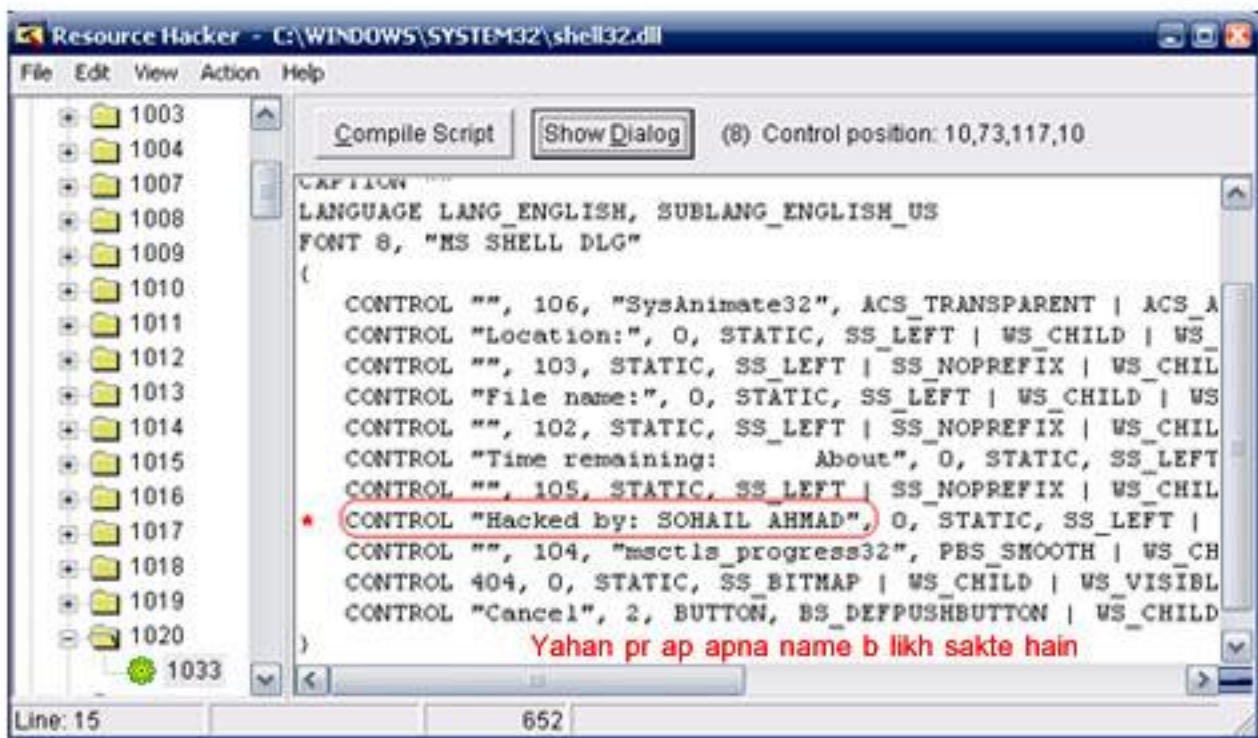 Resource Hacker - C:\WINDOWS\SYSTEM32\shell32.dll
File Edit View Action Help
1003
1004
1007
1008
1009
1010
1011
1012
1013
1014
1015
1016
1017
1018
1019
1020
1033
Compile Script Show Dialog (8) Control position: 10,73,117,10
CAPTION ""
LANGUAGE LANG_ENGLISH, SUBLANG_ENGLISH_US
FONT 8, "MS SHELL DLG"
{
CONTROL "", 106, "SysAnimate32", ACS_TRANSPARENT | ACS_A
CONTROL "Location:", 0, STATIC, SS_LEFT | WS_CHILD | WS_
CONTROL "", 103, STATIC, SS_LEFT | SS_NOPREFIX | WS_CHIL
CONTROL "File name:", 0, STATIC, SS_LEFT | WS_CHILD | WS
CONTROL "", 102, STATIC, SS_LEFT | SS_NOPREFIX | WS_CHIL
CONTROL "Time remaining: About", 0, STATIC, SS_LEFT
CONTROL "", 105, STATIC, SS_LEFT | SS_NOPREFIX | WS_CHIL
* CONTROL "Hacked by: SOHAIL AHMAD", 0, STATIC, SS_LEFT |
CONTROL "", 104, "msctls_progress32", PBS_SMOOTH | WS_CH
CONTROL 404, 0, STATIC, SS_BITMAP | WS_CHILD | WS_VISIBL
CONTROL "Cancel", 2, BUTTON, BS_DEFPUSHBUTTON | WS_CHILD
}
Yahan pr ap apna name b likh sakte hain
Line: 15 652